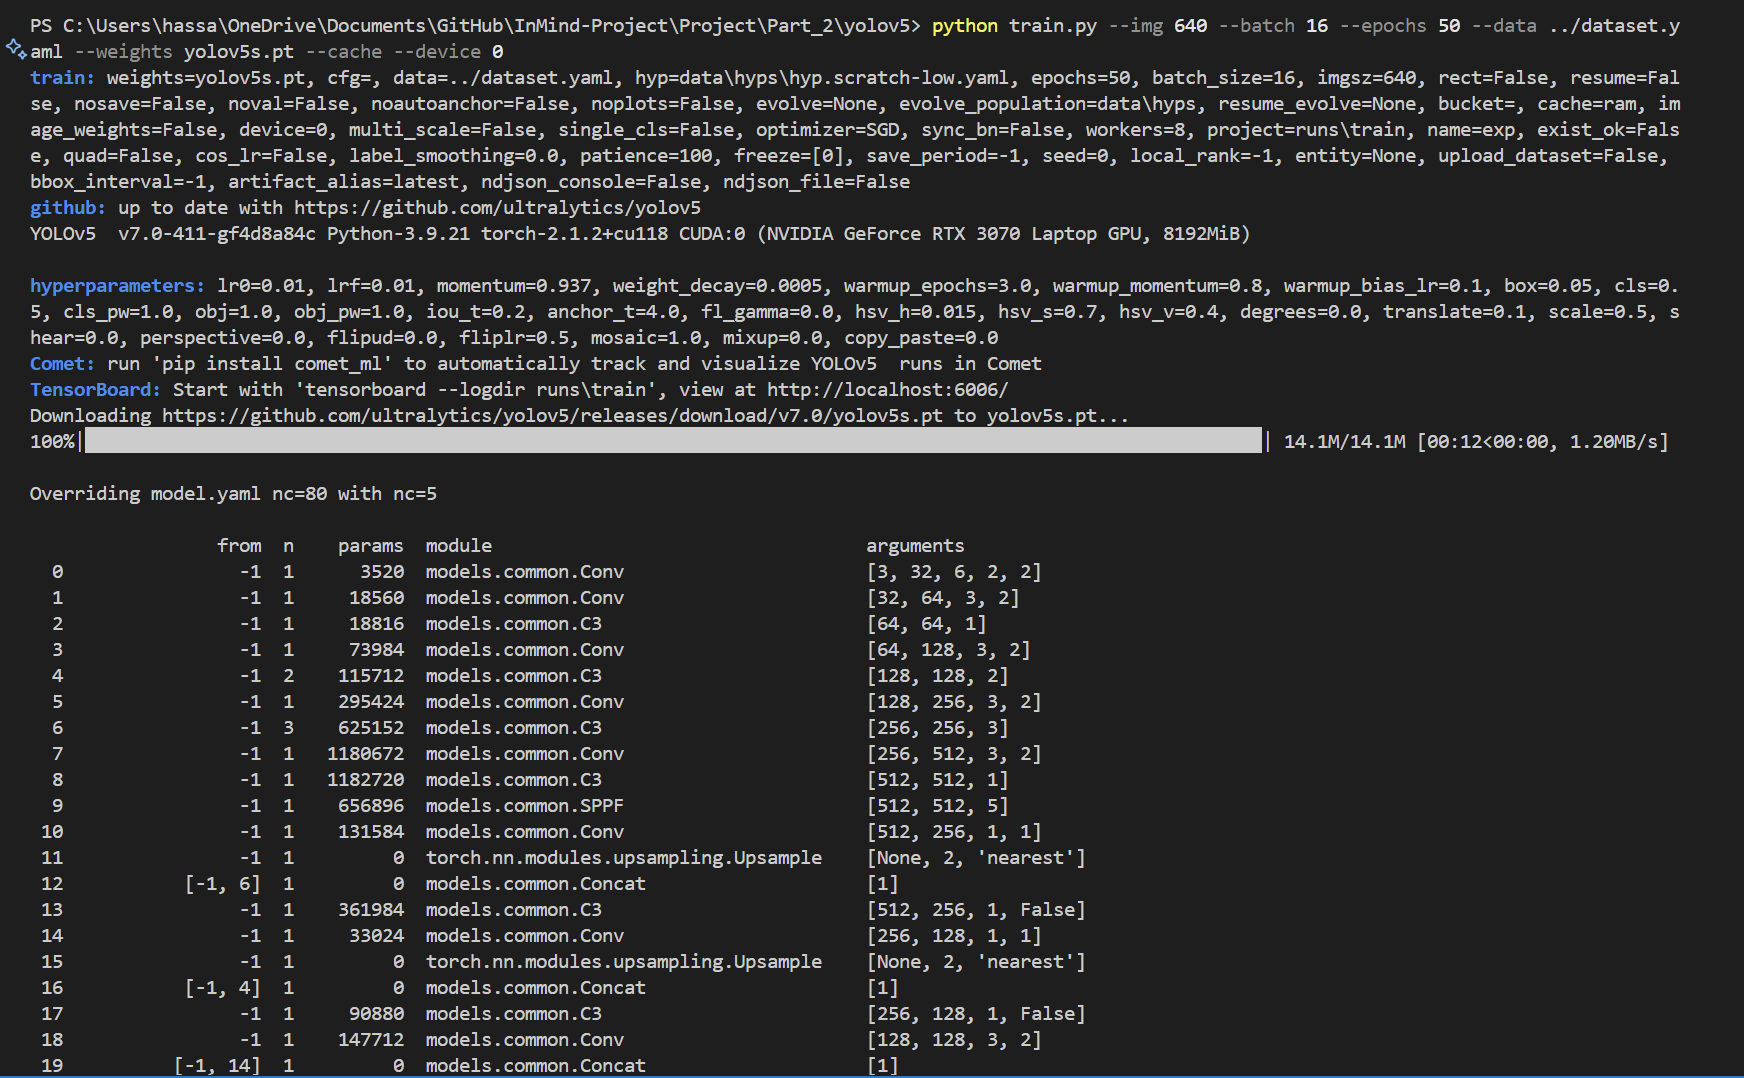 PS C:\Users\hassa\OneDrive\Documents\GitHub\InMind-Project\Project\Part_2\yolov5> python train.py --img 640 --batch 16 --epochs 50 --data ../dataset.y
aml --weights yolov5s.pt --cache --device 0
train: weights=yolov5s.pt, cfg=, data=../dataset.yaml, hyp=data\hyps\hyp.scratch-low.yaml, epochs=50, batch_size=16, imgsz=640, rect=False, resume=Fal
se, nosave=False, noval=False, noautoanchor=False, noplots=False, evolve=None, evolve_population=data\hyps, resume_evolve=None, bucket=, cache=ram, im
age_weights=False, device=0, multi_scale=False, single_cls=False, optimizer=SGD, sync_bn=False, workers=8, project=runs\train, name=exp, exist_ok=Fals
e, quad=False, cos_lr=False, label_smoothing=0.0, patience=100, freeze=[0], save_period=-1, seed=0, local_rank=-1, entity=None, upload_dataset=False,
bbox_interval=-1, artifact_alias=latest, ndjson_console=False, ndjson_file=False
github: up to date with https://github.com/ultralytics/yolov5
YOLOv5  v7.0-411-gf4d8a84c Python-3.9.21 torch-2.1.2+cu118 CUDA:0 (NVIDIA GeForce RTX 3070 Laptop GPU, 8192MiB)
hyperparameters: lr0=0.01, lrf=0.01, momentum=0.937, weight_decay=0.0005, warmup_epochs=3.0, warmup_momentum=0.8, warmup_bias_lr=0.1, box=0.05, cls=0.
5, cls_pw=1.0, obj=1.0, obj_pw=1.0, iou_t=0.2, anchor_t=4.0, fl_gamma=0.0, hsv_h=0.015, hsv_s=0.7, hsv_v=0.4, degrees=0.0, translate=0.1, scale=0.5, s
hear=0.0, perspective=0.0, flipud=0.0, fliplr=0.5, mosaic=1.0, mixup=0.0, copy_paste=0.0
Comet: run 'pip install comet_ml' to automatically track and visualize YOLOv5  runs in Comet
TensorBoard: Start with 'tensorboard --logdir runs\train', view at http://localhost:6006/
Downloading https://github.com/ultralytics/yolov5/releases/download/v7.0/yolov5s.pt to yolov5s.pt...
100%| | 14.1M/14.1M [00:12<00:00, 1.20MB/s]
Overriding model.yaml nc=80 with nc=5
from n params module arguments
0 -1 1 3520 models.common.Conv [3, 32, 6, 2, 2]
1 -1 1 18560 models.common.Conv [32, 64, 3, 2]
2 -1 1 18816 models.common.C3 [64, 64, 1]
3 -1 1 73984 models.common.Conv [64, 128, 3, 2]
4 -1 2 115712 models.common.C3 [128, 128, 2]
5 -1 1 295424 models.common.Conv [128, 256, 3, 2]
6 -1 3 625152 models.common.C3 [256, 256, 3]
7 -1 1 1180672 models.common.Conv [256, 512, 3, 2]
8 -1 1 1182720 models.common.C3 [512, 512, 1]
9 -1 1 656896 models.common.SPPF [512, 512, 5]
10 -1 1 131584 models.common.Conv [512, 256, 1, 1]
11 -1 1 0 torch.nn.modules.upsampling.Upsample [None, 2, 'nearest']
12 [-1, 6] 1 0 models.common.Concat [1]
13 -1 1 361984 models.common.C3 [512, 256, 1, False]
14 -1 1 33024 models.common.Conv [256, 128, 1, 1]
15 -1 1 0 torch.nn.modules.upsampling.Upsample [None, 2, 'nearest']
16 [-1, 4] 1 0 models.common.Concat [1]
17 -1 1 90880 models.common.C3 [256, 128, 1, False]
18 -1 1 147712 models.common.Conv [128, 128, 3, 2]
19 [-1, 14] 1 0 models.common.Concat [1]